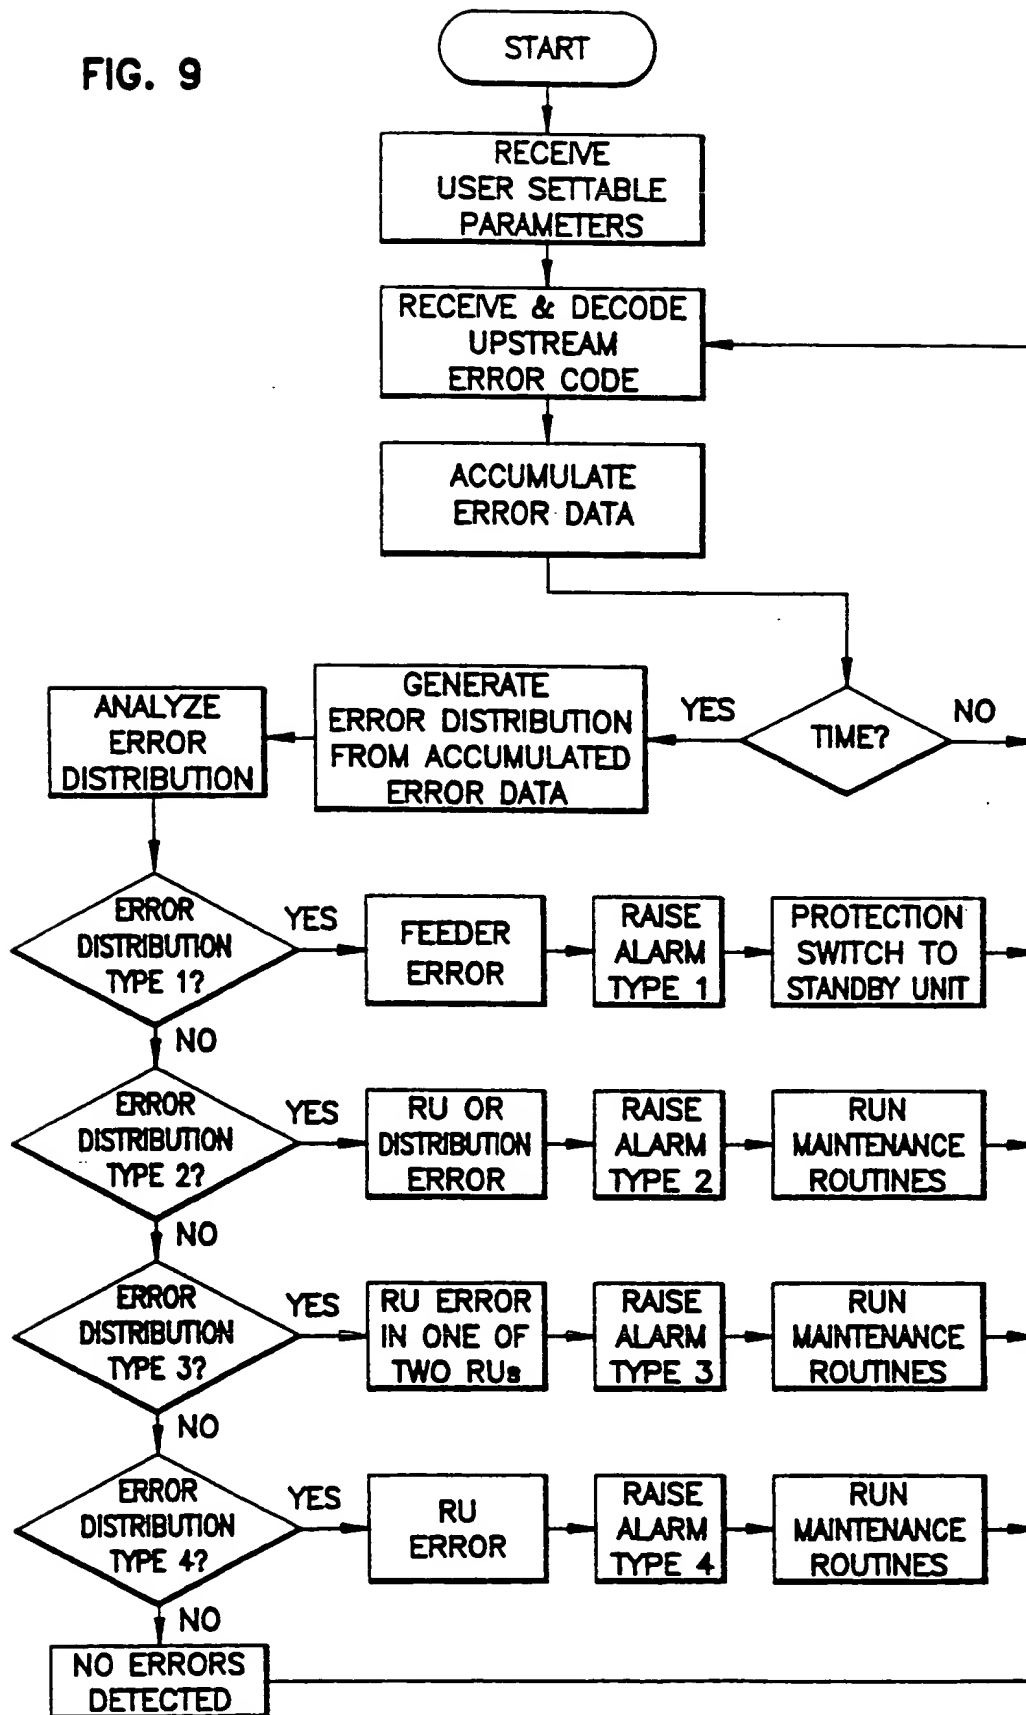 FIG. 9
START
RECEIVE
USER SETTABLE
PARAMETERS
RECEIVE & DECODE
UPSTREAM
ERROR CODE
ACCUMULATE
ERROR DATA
TIME?
YES
NO
GENERATE
ERROR DISTRIBUTION
FROM ACCUMULATED
ERROR DATA
ANALYZE
ERROR
DISTRIBUTION
ERROR
DISTRIBUTION
TYPE 1?
YES
FEEDER
ERROR
RAISE
ALARM
TYPE 1
PROTECTION
SWITCH TO
STANDBY UNIT
NO
ERROR
DISTRIBUTION
TYPE 2?
YES
RU OR
DISTRIBUTION
ERROR
RAISE
ALARM
TYPE 2
RUN
MAINTENANCE
ROUTINES
NO
ERROR
DISTRIBUTION
TYPE 3?
YES
RU ERROR
IN ONE OF
TWO RUs
RAISE
ALARM
TYPE 3
RUN
MAINTENANCE
ROUTINES
NO
ERROR
DISTRIBUTION
TYPE 4?
YES
RU
ERROR
RAISE
ALARM
TYPE 4
RUN
MAINTENANCE
ROUTINES
NO
NO ERRORS
DETECTED